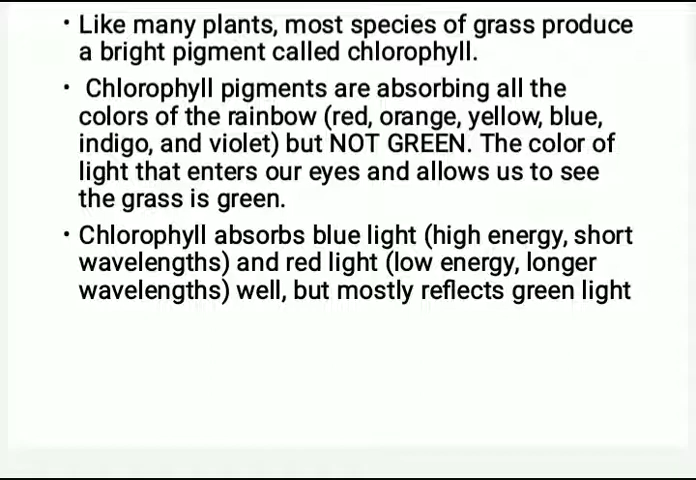 • Like many plants, most species of grass produce
a bright pigment called chlorophyll.
• Chlorophyll pigments are absorbing all the
colors of the rainbow (red, orange, yellow, blue,
indigo, and violet) but NOT GREEN. The color of
light that enters our eyes and allows us to see
the grass is green.
• Chlorophyll absorbs blue light (high energy, short
wavelengths) and red light (low energy, longer
wavelengths) well, but mostly reflects green light